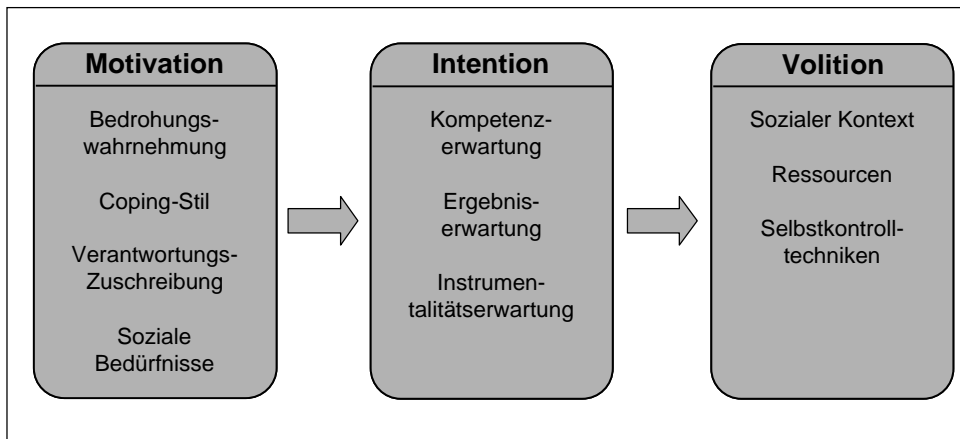 Motivation
Bedrohungs-
wahrnehmung
Coping-Stil
Verantwortungs-
Zuschreibung
Soziale
Bedürfnisse
Intention
Kompetenz-
erwartung
Ergebnis-
erwartung
Instrumen-
talitätserwartung
Volition
Sozialer Kontext
Ressourcen
Selbstkontroll-
techniken